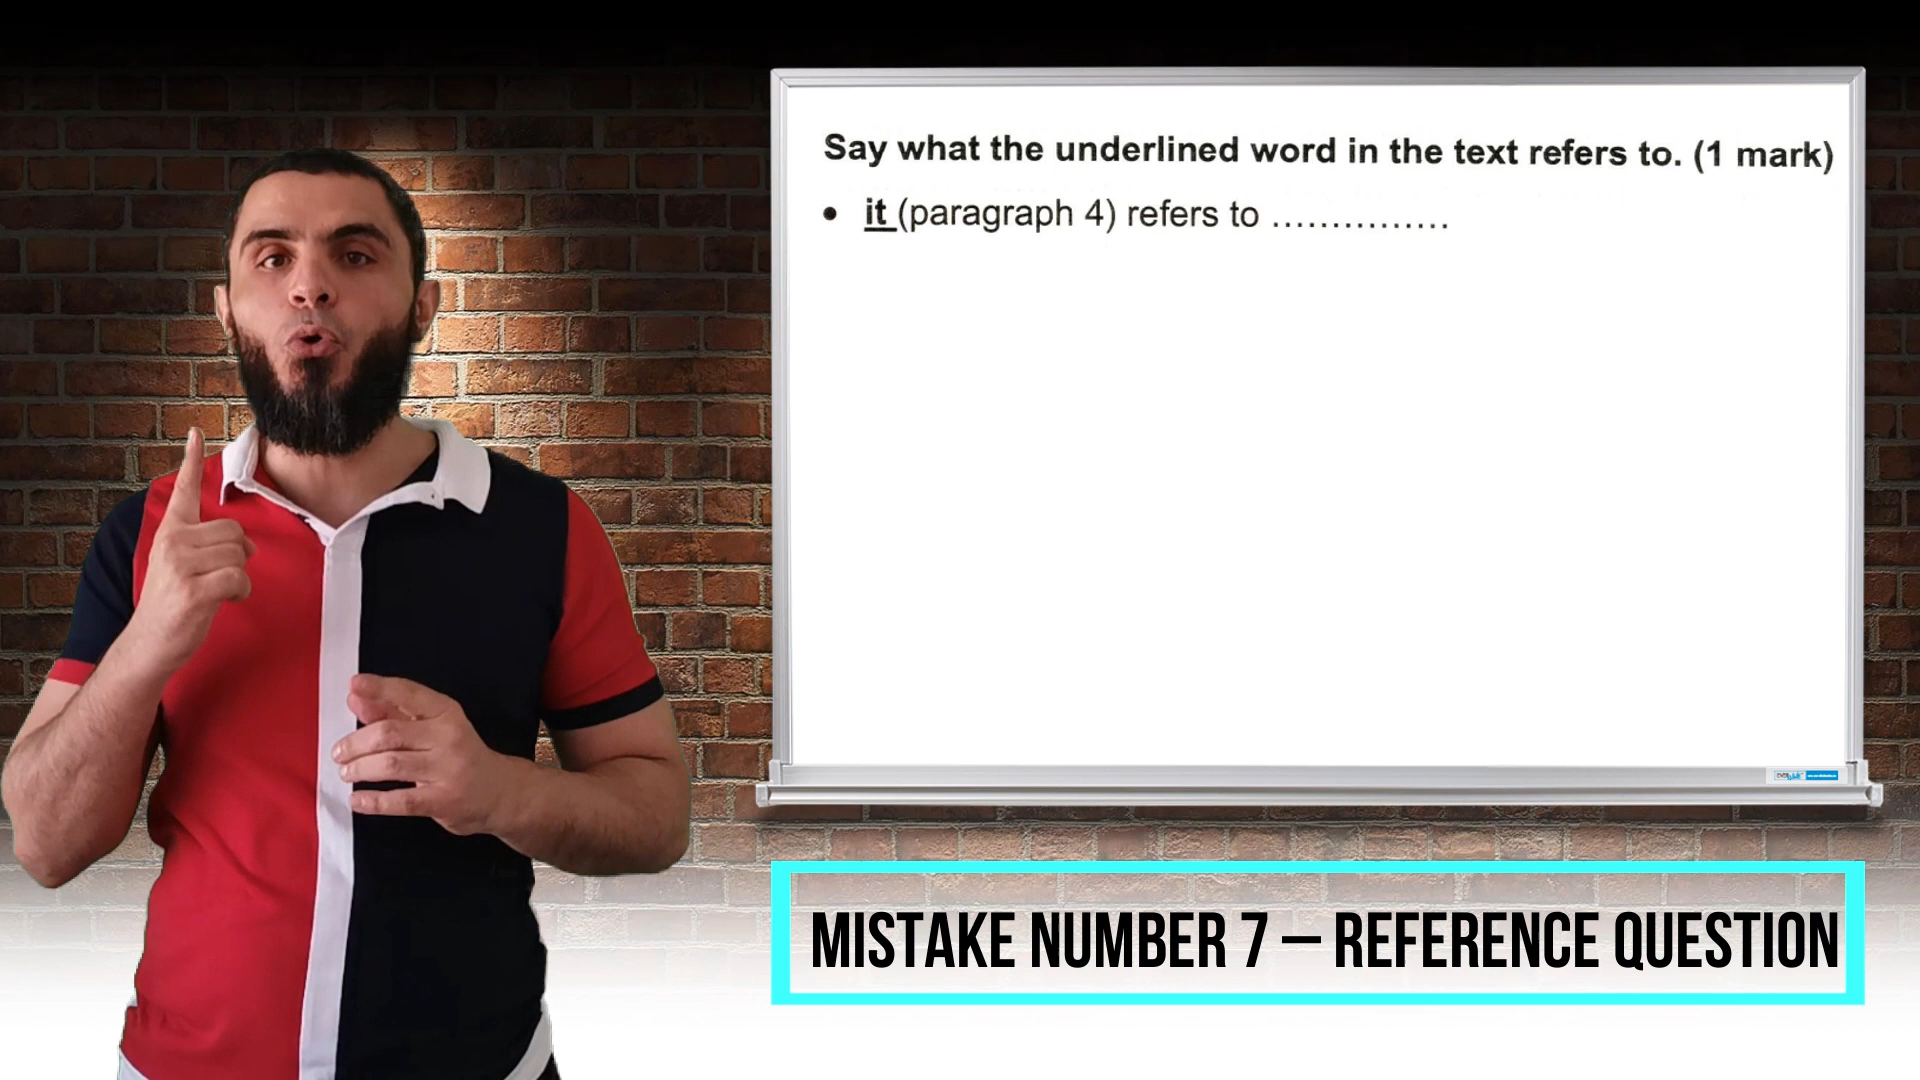 Say what the underlined word in the text refers to. (1 mark)
• it (paragraph 4) refers to ...............
MISTAKE NUMBER 7 – REFERENCE QUESTION